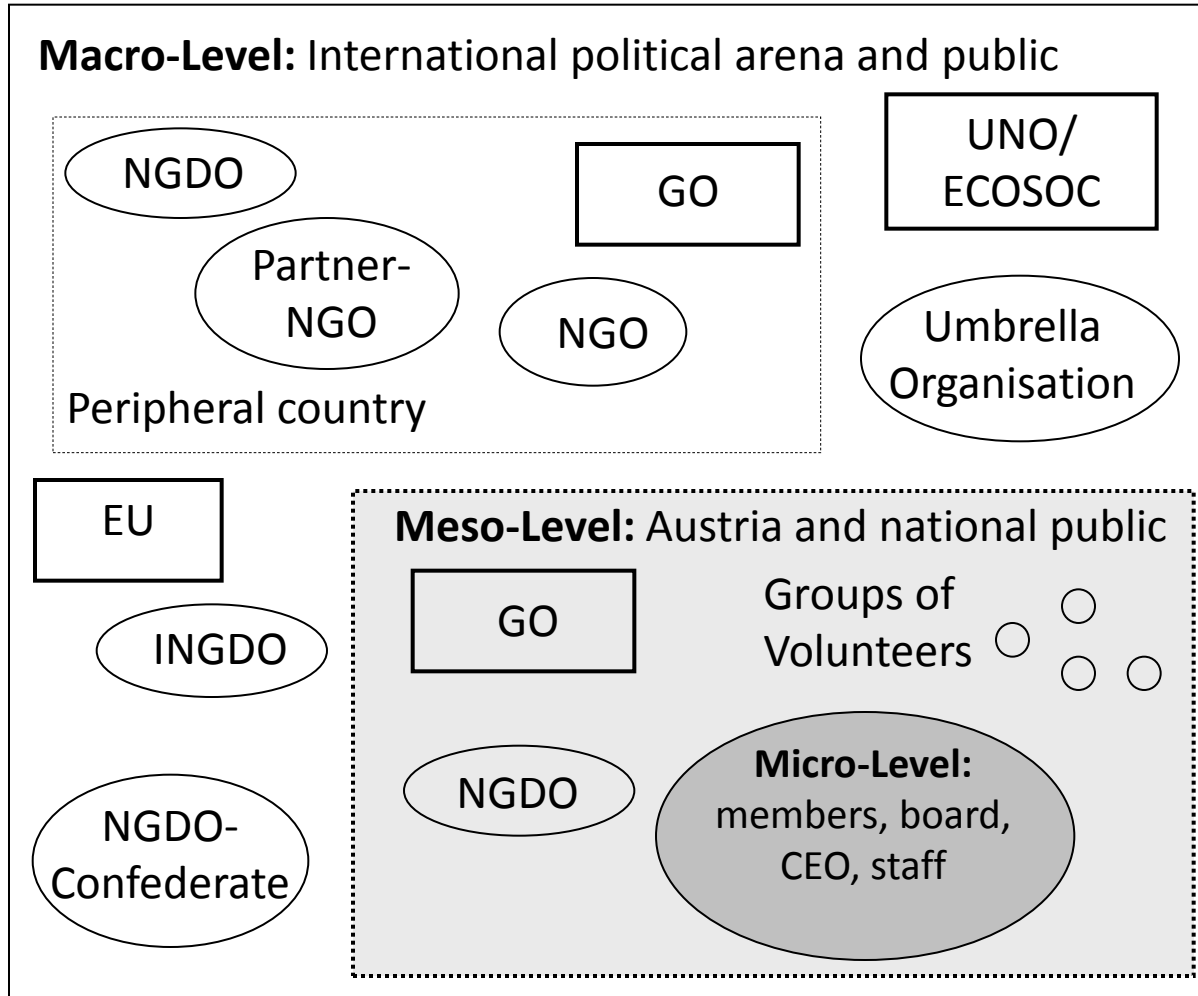 Macro-Level: International political arena and public
NGDO
GO
UNO/
ECOSOC
Partner-
NGO
NGO
Umbrella
Organisation
Peripheral country
EU
INGDO
NGDO-
Confederate
Meso-Level: Austria and national public
GO
Groups of
Volunteers
NGDO
Micro-Level:
members, board,
CEO, staff